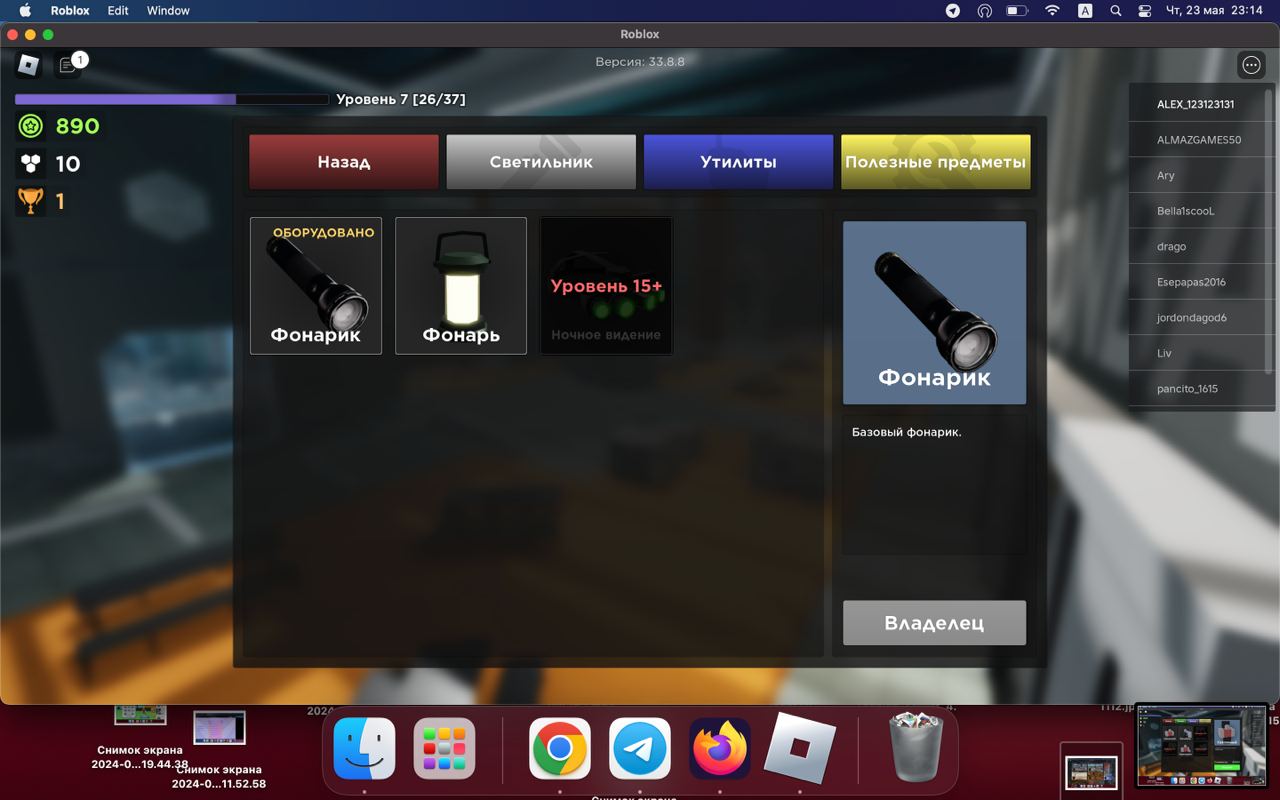 Roblox Edit Window
A
Чт, 23 мая 23:14
Roblox
1
Версия: 33.8.8
Уровень 7 [26/37]
890
10
1
Назад
Светильник
Утилиты
Полезные предметы
ОБОРУДОВАНО
Фонарик
Фонарь
Уровень 15+
Ночное видение
Фонарик
Базовый фонарик.
Владелец
ALEX_123123131
ALMAZGAMES50
Ary
Bella1scooL
drago
Esepapas2016
jordondagod6
Liv
pancito_1615
Снимок экрана
2024-0...19.44.38
Снимок экрана
2024-0...11.52.58
Снимок экрана